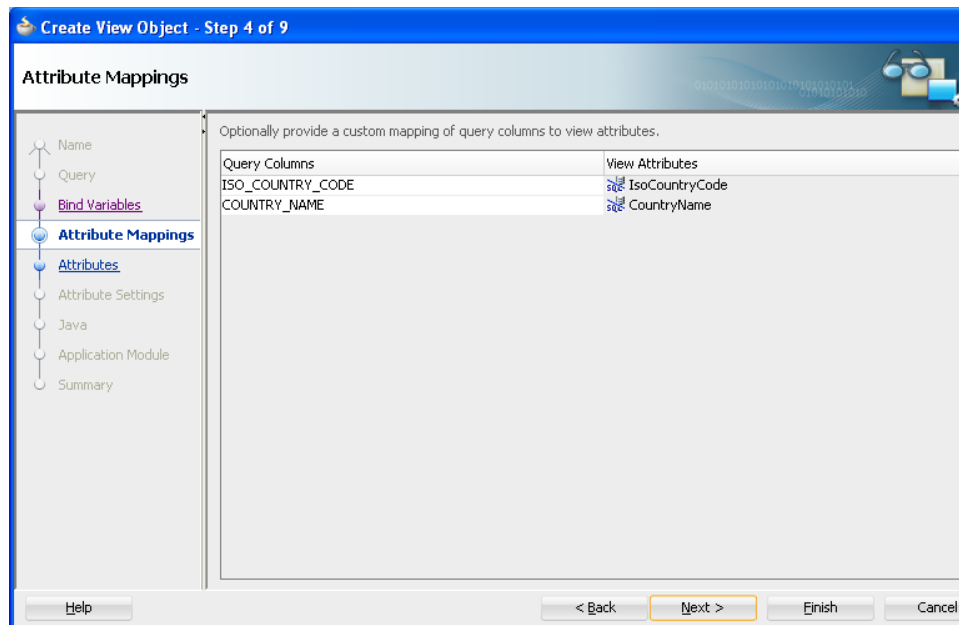 Create View Object - Step 4 of 9
Attribute Mappings
Name
Query
Bind Variables
Attribute Mappings
Attributes
Attribute Settings
Java
Application Module
Summary
Optionally provide a custom mapping of query columns to view attributes.
Query Columns View Attributes
ISO_COUNTRY_CODE IsoCountryCode
COUNTRY_NAME CountryName
Help < Back Next > Finish Cancel